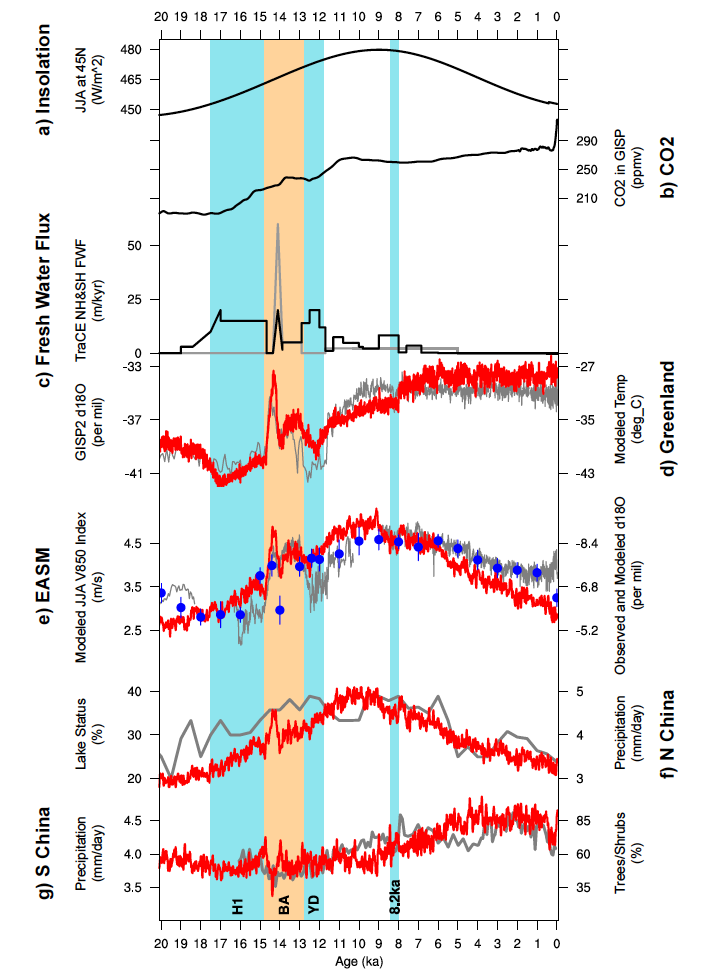 20 19 18 17 16 15 14 13 12 11 10 9 8 7 6 5 4 3 2 1 0
a) Insolation
JJA at 45N
(W/m^2)
480
465
450
290
250
210
CO2 in GISP
(ppmv)
b) CO2
c) Fresh Water Flux
TraCE NH&SH FWF
(m/kyr)
50
25
0
GISP2 d18O
(per mil)
-33
-37
-41
-27
-35
-43
Modeled Temp
(deg_C)
d) Greenland
e) EASM
Modeled JJA V850 Index
(m/s)
4.5
3.5
2.5
-8.4
-6.8
-5.2
Observed and Modeled d18O
(per mil)
Lake Status
(%)
40
30
20
5
4
3
Precipitation
(mm/day)
f) N China
g) S China
Precipitation
(mm/day)
4.5
4.0
3.5
85
60
35
Trees/Shrubs
(%)
H1
BA
YD
8.2ka
20 19 18 17 16 15 14 13 12 11 10 9 8 7 6 5 4 3 2 1 0
Age (ka)